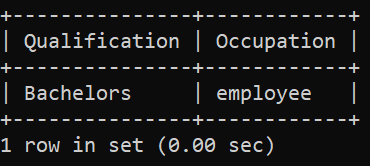 +---------------+------------+
| Qualification | Occupation |
+---------------+------------+
| Bachelors     | employee   |
+---------------+------------+
1 row in set (0.00 sec)